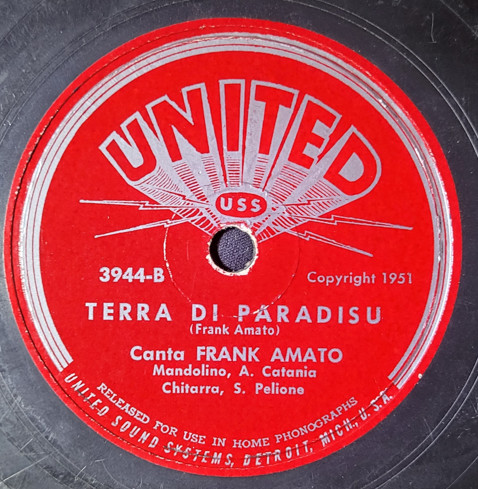 UNITED
USS
3944-B
Copyright 1951
TERRA DI PARADISU
(Frank Amato)
Canta FRANK AMATO
Mandolino, A. Catania
Chitarra, S. Pelione
RELEASED FOR USE IN HOME PHONOGRAPHS
UNITED SOUND SYSTEMS, DETROIT, MICH., U.S.A.